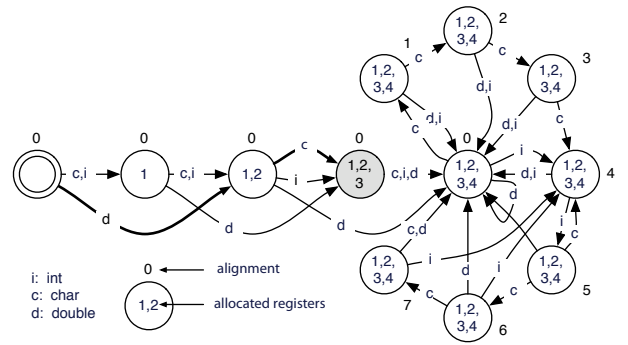 2
1
1,2,
3,4
3
c
c
1,2,
3,4
1,2,
3,4
d,i
d,i
d,i
c
c
0
0
0
0
0
c
c,i
1
c,i
1,2
i
1,2,
3
c,i,d
1,2,
3,4
i
d,i
1,2,
3,4
4
d
d
d
d
c,d
i
d
i
i
c
1,2,
3,4
7
c
1,2,
3,4
6
c
1,2,
3,4
5
i: int
c: char
d: double
0 alignment
1,2 allocated registers